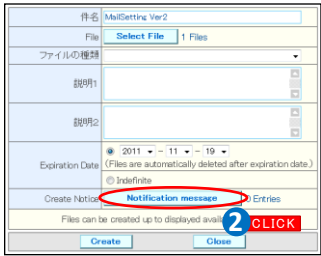 件名 MailSetting Ver2
File Select File 1 Files
ファイルの種類
説明1
説明2
2011 - 11 - 19
Expiration Date (Files are automatically deleted after expiration date.)
Indefinite
Create Notice Notification message 0 Entries
Files can be created up to displayed avail
2 CLICK
Create Close